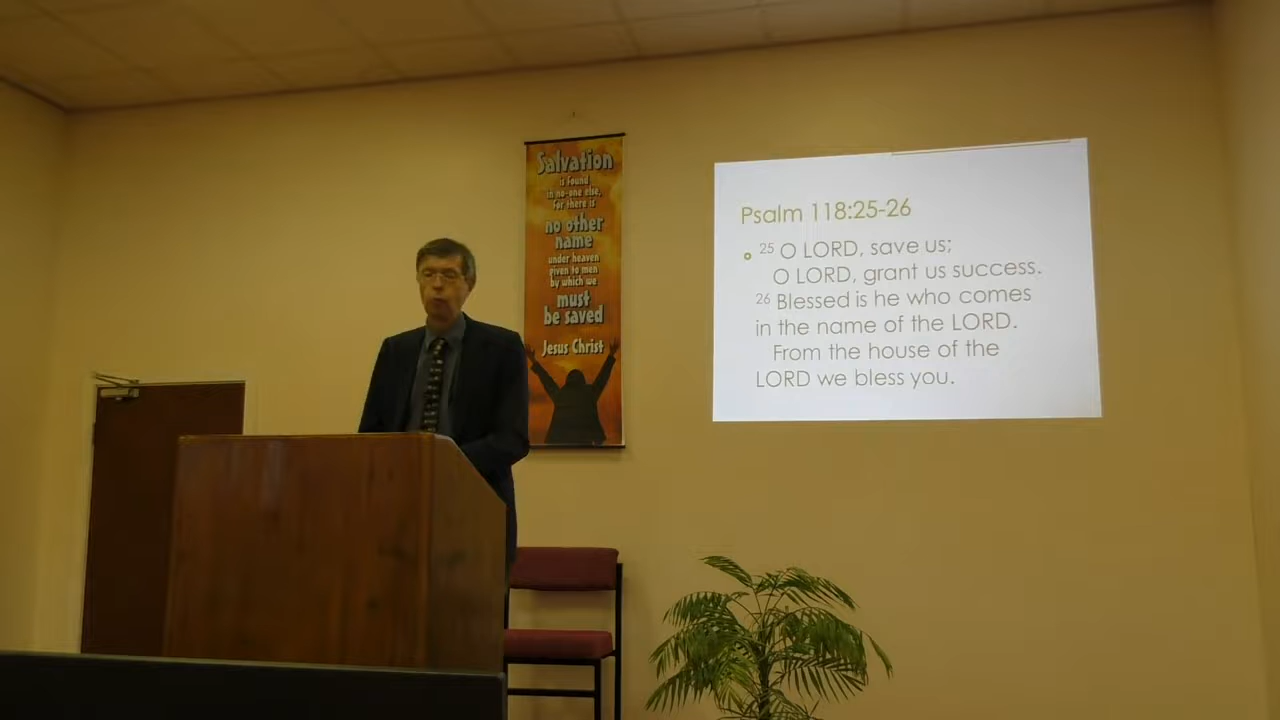 Salvation
is found
in no-one else,
for there is
no other
name
under heaven
given to men
by which we
must
be saved
Jesus Christ
Psalm 118:25-26
25 O LORD, save us;
O LORD, grant us success.
26 Blessed is he who comes
in the name of the LORD.
From the house of the
LORD we bless you.